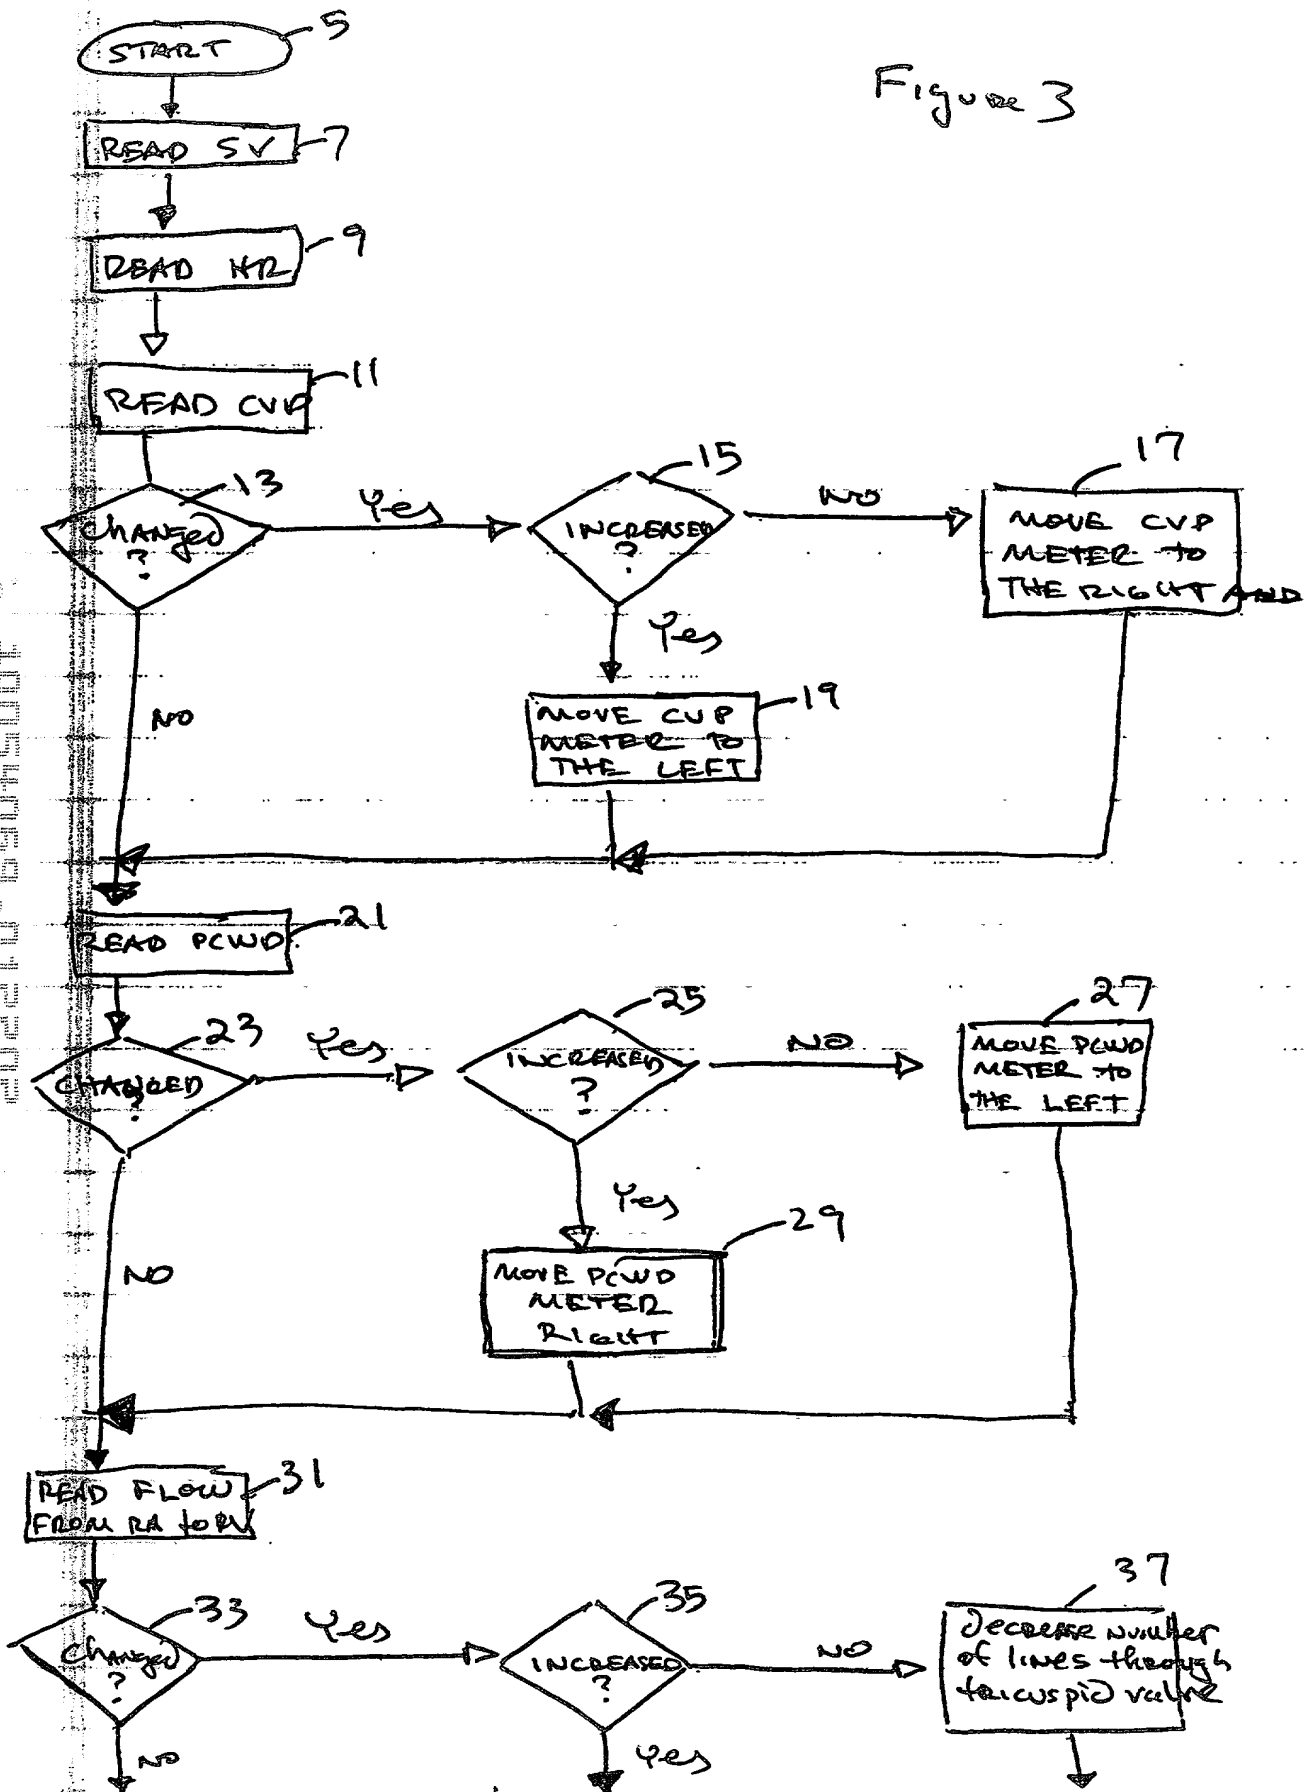 5
START
Figure 3
READ SV
7
READ HR
9
READ CVP
11
13
Changed
?
Yes
NO
15
INCREASED
?
NO
Yes
17
MOVE CVP
METER to
THE RIGHT AND
19
MOVE CVP
METER to
THE LEFT
READ PCWD
21
23
CHANGED
?
Yes
NO
25
INCREASED
?
NO
Yes
27
MOVE PCWD
METER to
THE LEFT
29
MOVE PCWD
METER
RIGHT
READ FLOW
FROM RA to RV
31
33
Changed
?
Yes
NO
35
INCREASED
?
NO
Yes
37
decrease number
of lines through
tricuspid valve